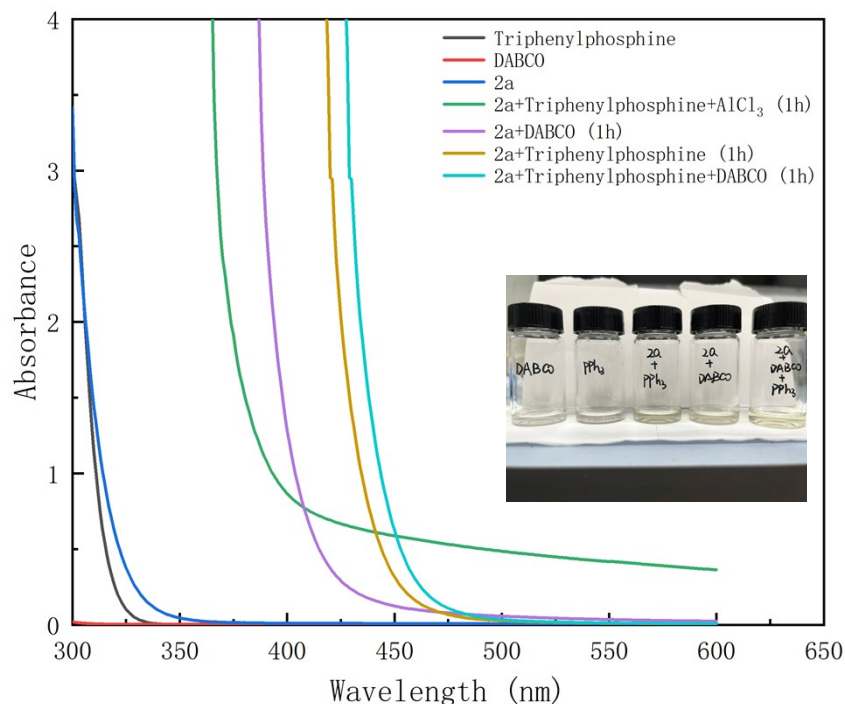 4
3
2
1
0
300
350
400
450
500
550
600
650
Absorbance
Wavelength (nm)
Triphenylphosphine
DABCO
2a
2a+Triphenylphosphine+AlCl₃ (1h)
2a+DABCO (1h)
2a+Triphenylphosphine (1h)
2a+Triphenylphosphine+DABCO (1h)
DABCO
PPh₃
2a
+
PPh₃
2a
+
DABCO
2a
+
DABCO
+
PPh₃